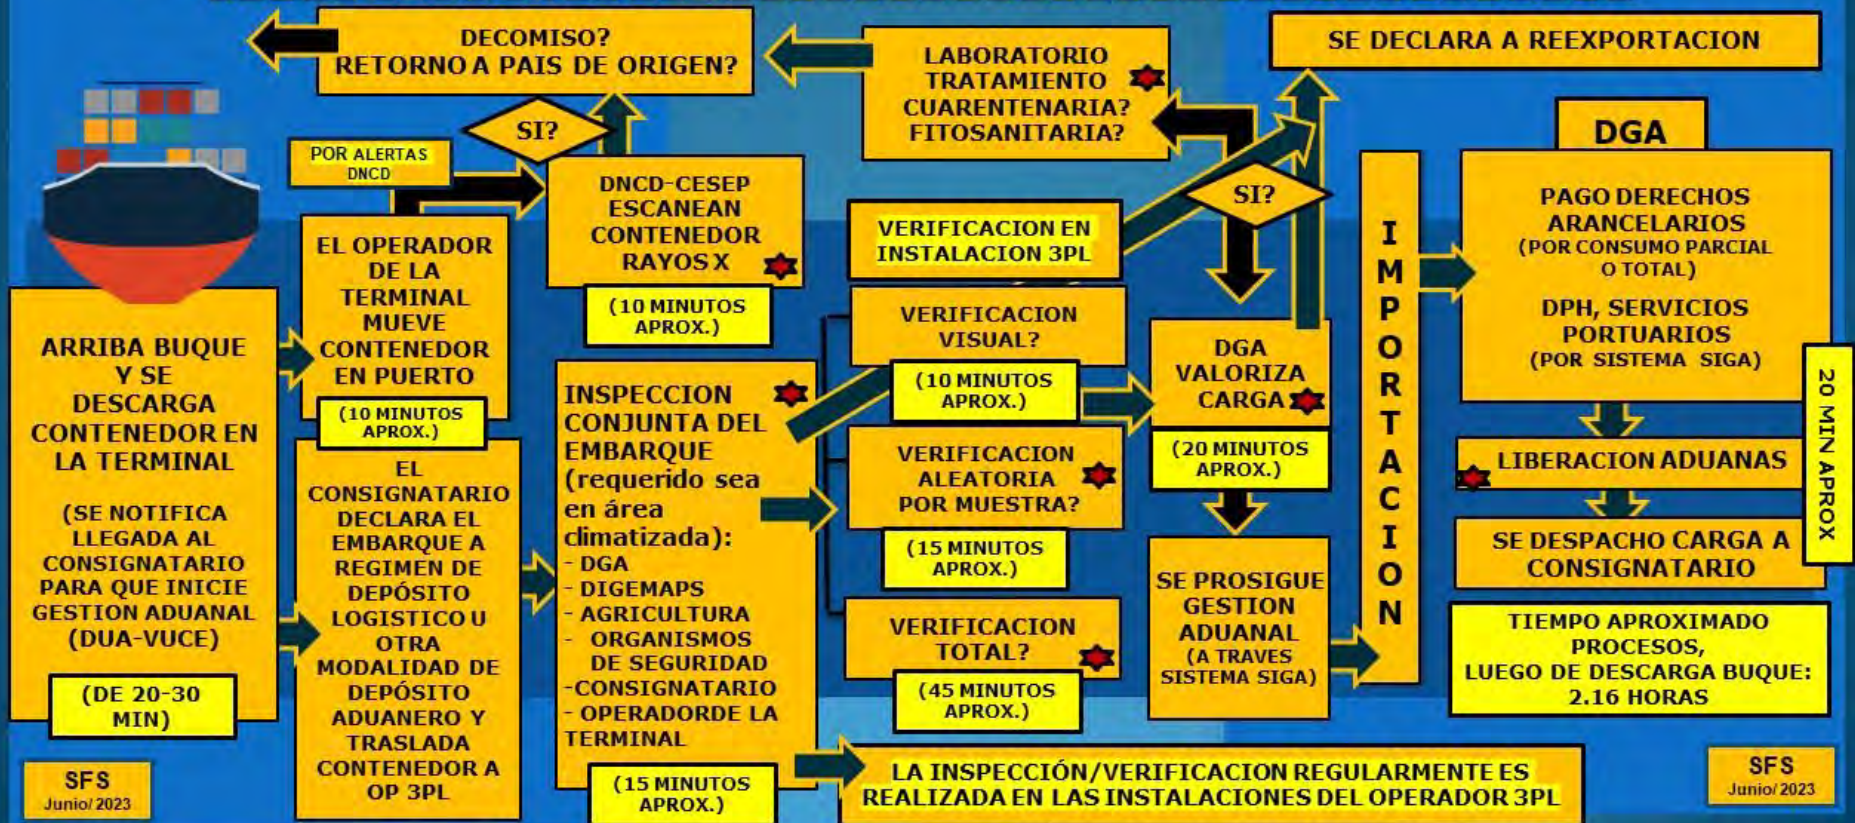 DECOMISO?
RETORNO A PAIS DE ORIGEN?
SI?
POR ALERTAS
DNCD
DNCD-CESEP
ESCANEAN
CONTENEDOR
RAYOS X
(10 MINUTOS
APROX.)
LABORATORIO
TRATAMIENTO
CUARENTENARIA?
FITOSANITARIA?
SE DECLARA A REEXPORTACION
SI?
ARRIBA BUQUE
Y SE
DESCARGA
CONTENEDOR EN
LA TERMINAL
(SE NOTIFICA
LLEGADA AL
CONSIGNATARIO
PARA QUE INICIE
GESTION ADUANAL
(DUA-VUCE)
(DE 20-30
MIN)
EL OPERADOR
DE LA
TERMINAL
MUEVE
CONTENEDOR
EN PUERTO
(10 MINUTOS
APROX.)
EL
CONSIGNATARIO
DECLARA EL
EMBARQUE A
REGIMEN DE
DEPÓSITO
LOGISTICO U
OTRA
MODALIDAD DE
DEPÓSITO
ADUANERO Y
TRASLADA
CONTENEDOR A
OP 3PL
INSPECCION
CONJUNTA DEL
EMBARQUE
(requerido sea
en área
climatizada):
- DGA
- DIGEMAPS
- AGRICULTURA
- ORGANISMOS
DE SEGURIDAD
-CONSIGNATARIO
- OPERADORDE LA
TERMINAL
(15 MINUTOS
APROX.)
VERIFICACION EN
INSTALACION 3PL
VERIFICACION
VISUAL?
(10 MINUTOS
APROX.)
VERIFICACION
ALEATORIA
POR MUESTRA?
(15 MINUTOS
APROX.)
VERIFICACION
TOTAL?
(45 MINUTOS
APROX.)
LA INSPECCIÓN/VERIFICACION REGULARMENTE ES
REALIZADA EN LAS INSTALACIONES DEL OPERADOR 3PL
DGA
VALORIZA
CARGA
(20 MINUTOS
APROX.)
SE PROSIGUE
GESTION
ADUANAL
(A TRAVES
SISTEMA SIGA)
IMPORTACION
DGA
PAGO DERECHOS
ARANCELARIOS
(POR CONSUMO PARCIAL
O TOTAL)
DPH, SERVICIOS
PORTUARIOS
(POR SISTEMA SIGA)
LIBERACION ADUANAS
SE DESPACHO CARGA A
CONSIGNATARIO
20 MIN APROX
TIEMPO APROXIMADO
PROCESOS,
LUEGO DE DESCARGA BUQUE:
2.16 HORAS
SFS
Junio/2023
SFS
Junio/2023